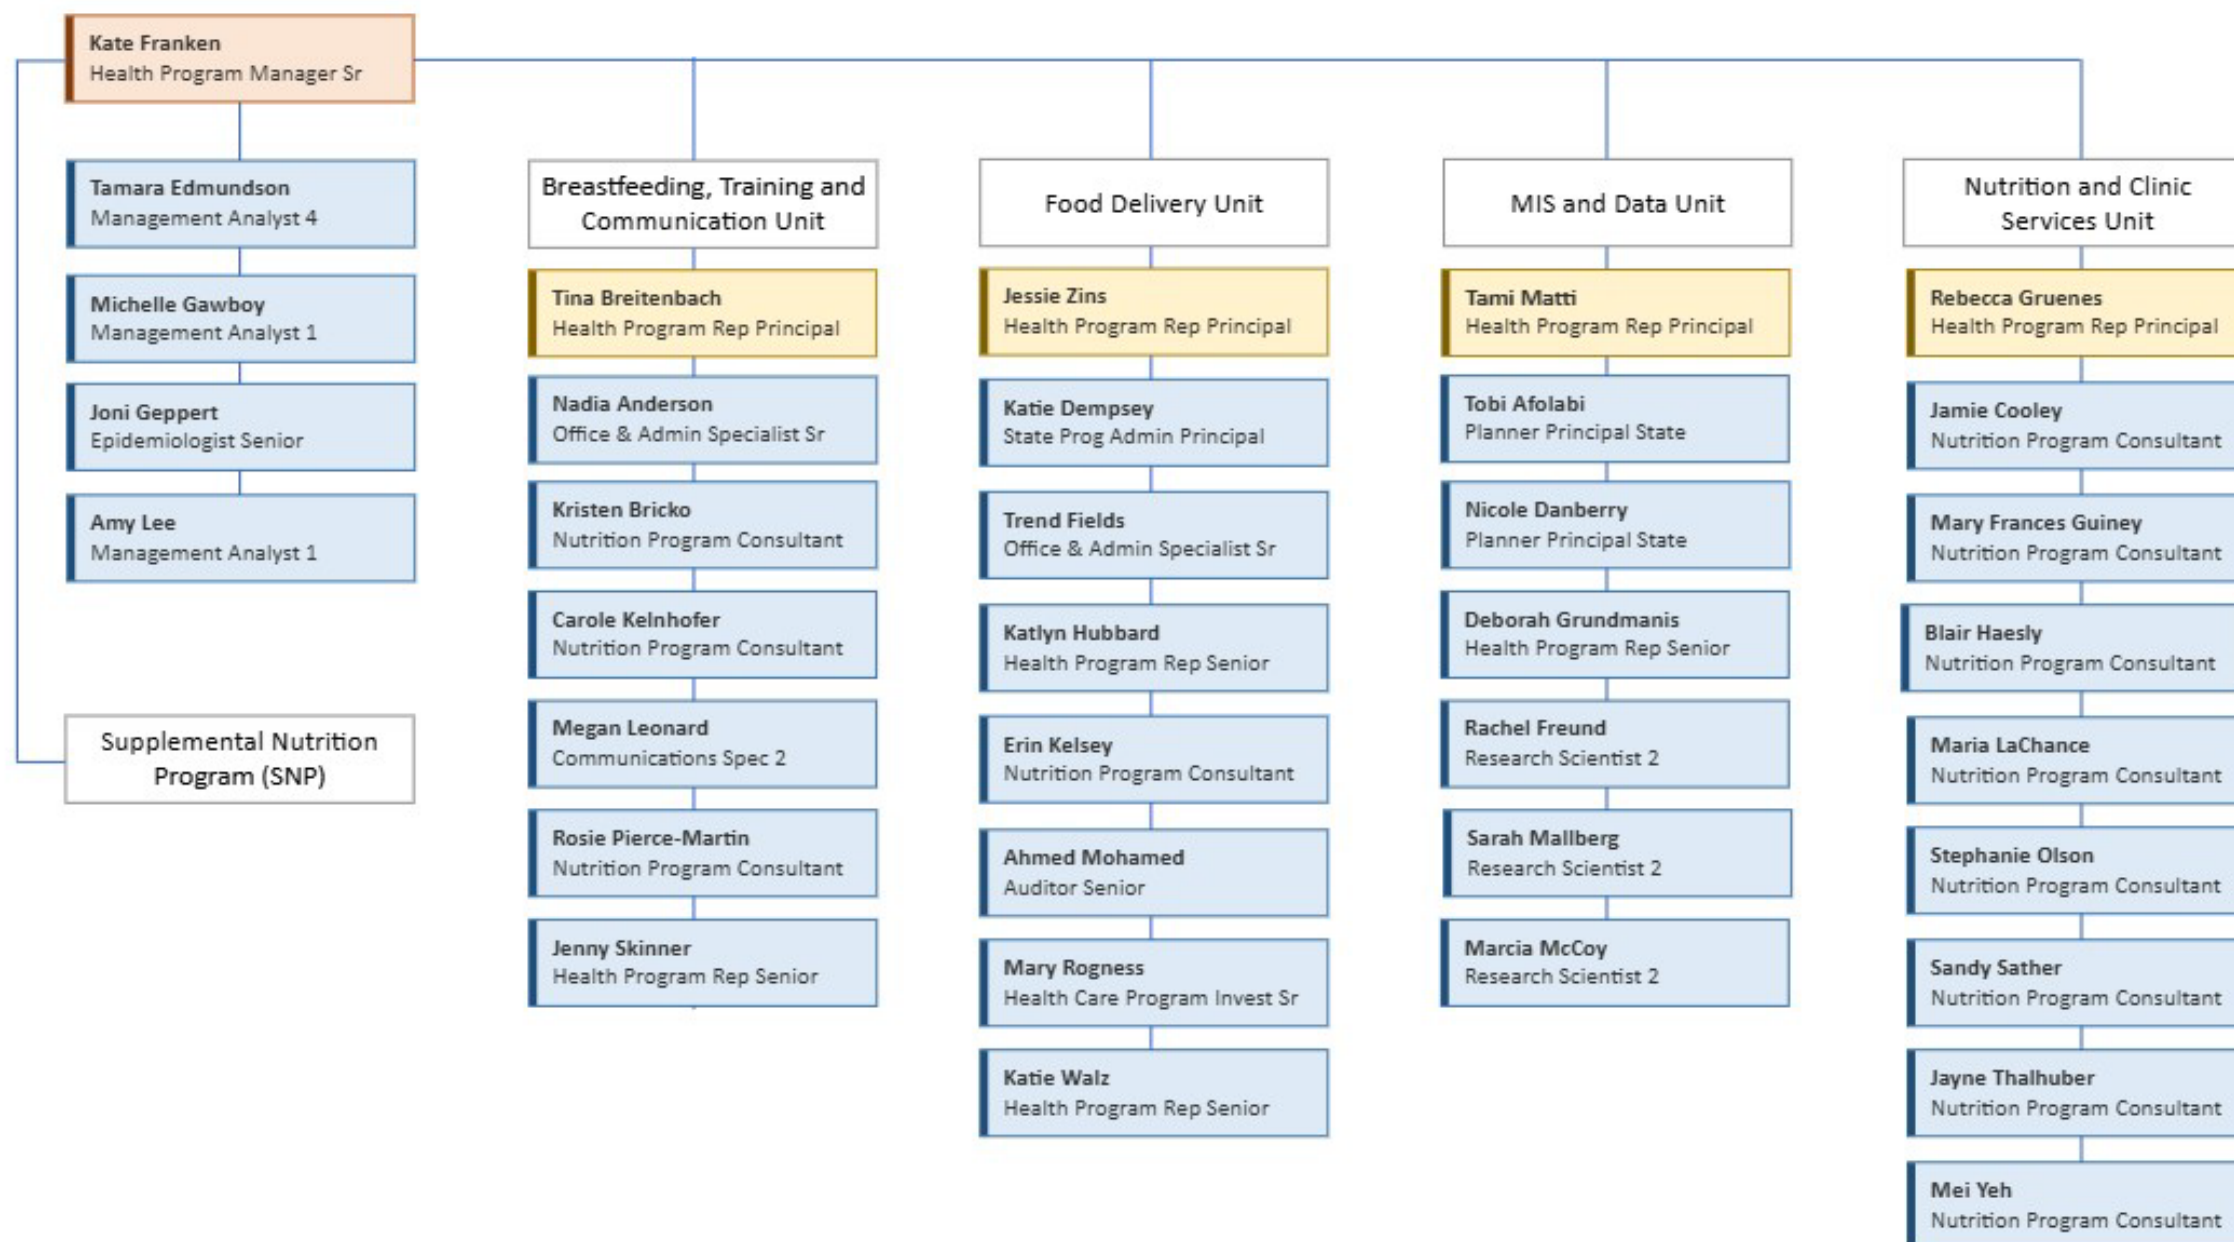 Kate Franken
Health Program Manager Sr
Tamara Edmundson
Management Analyst 4
Michelle Gawboy
Management Analyst 1
Joni Geppert
Epidemiologist Senior
Amy Lee
Management Analyst 1
Supplemental Nutrition
Program (SNP)
Breastfeeding, Training and
Communication Unit
Tina Breitenbach
Health Program Rep Principal
Nadia Anderson
Office & Admin Specialist Sr
Kristen Bricko
Nutrition Program Consultant
Carole Kelnhofer
Nutrition Program Consultant
Megan Leonard
Communications Spec 2
Rosie Pierce-Martin
Nutrition Program Consultant
Jenny Skinner
Health Program Rep Senior
Food Delivery Unit
Jessie Zins
Health Program Rep Principal
Katie Dempsey
State Prog Admin Principal
Trend Fields
Office & Admin Specialist Sr
Katlyn Hubbard
Health Program Rep Senior
Erin Kelsey
Nutrition Program Consultant
Ahmed Mohamed
Auditor Senior
Mary Rogness
Health Care Program Invest Sr
Katie Walz
Health Program Rep Senior
MIS and Data Unit
Tami Matti
Health Program Rep Principal
Tobi Afolabi
Planner Principal State
Nicole Danberry
Planner Principal State
Deborah Grundmanis
Health Program Rep Senior
Rachel Freund
Research Scientist 2
Sarah Mallberg
Research Scientist 2
Marcia McCoy
Research Scientist 2
Nutrition and Clinic
Services Unit
Rebecca Gruenes
Health Program Rep Principal
Jamie Cooley
Nutrition Program Consultant
Mary Frances Guiney
Nutrition Program Consultant
Blair Haesly
Nutrition Program Consultant
Maria LaChance
Nutrition Program Consultant
Stephanie Olson
Nutrition Program Consultant
Sandy Sather
Nutrition Program Consultant
Jayne Thalhuber
Nutrition Program Consultant
Mei Yeh
Nutrition Program Consultant